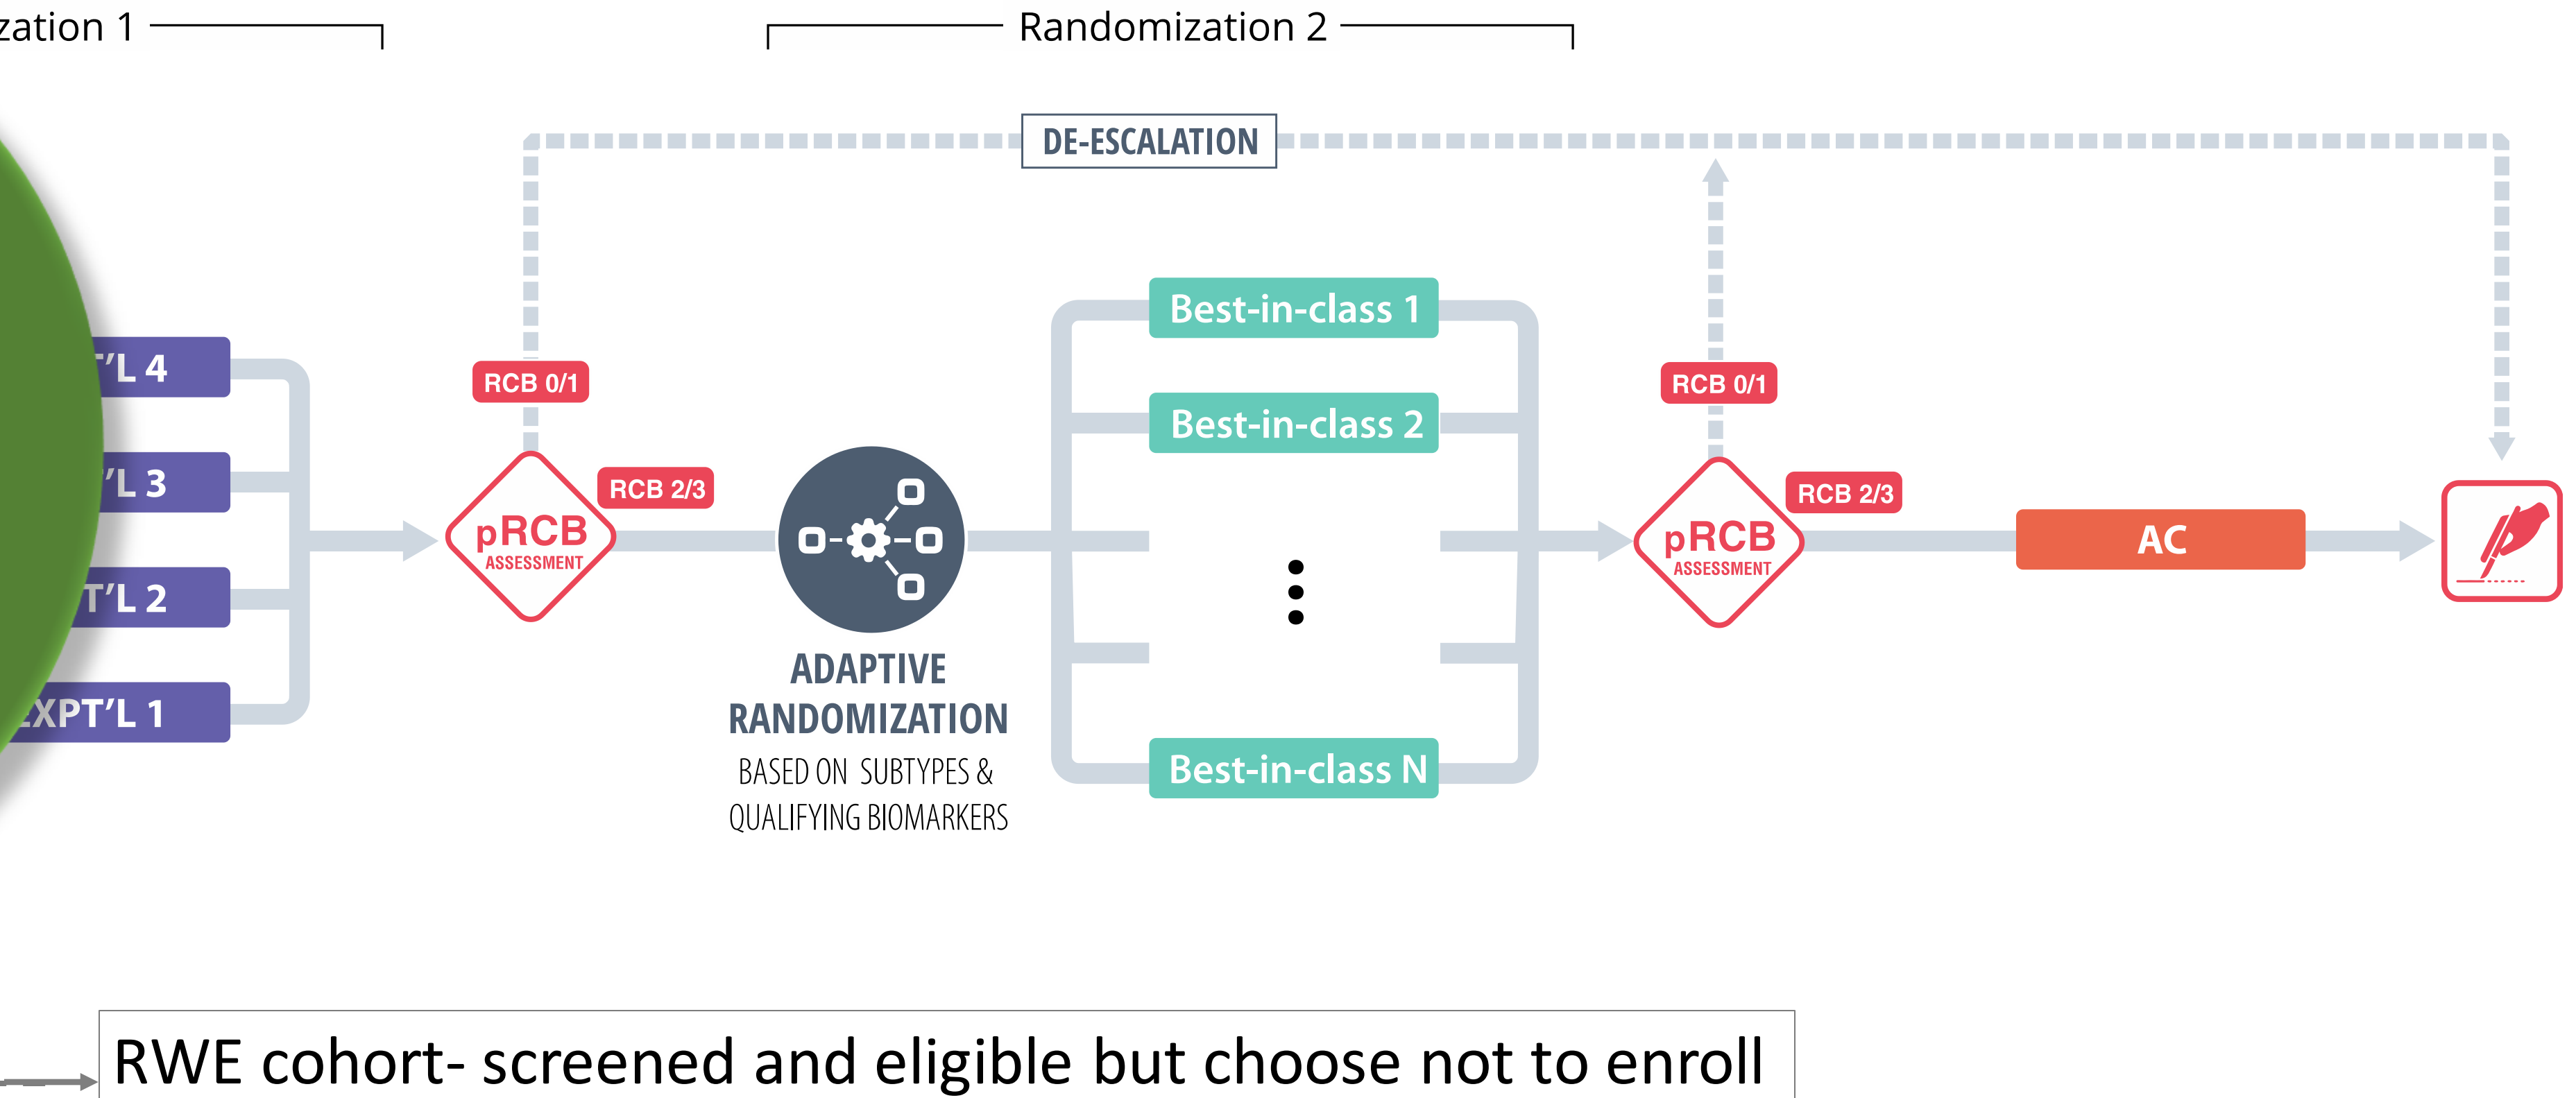 zation 1
Randomization 2
DE-ESCALATION
T'L 4
'L 3
T'L 2
EXPT'L 1
RCB 0/1
pRCB
ASSESSMENT
RCB 2/3
ADAPTIVE
RANDOMIZATION
BASED ON SUBTYPES &
QUALIFYING BIOMARKERS
Best-in-class 1
Best-in-class 2
Best-in-class N
RCB 0/1
pRCB
ASSESSMENT
RCB 2/3
AC
RWE cohort- screened and eligible but choose not to enroll